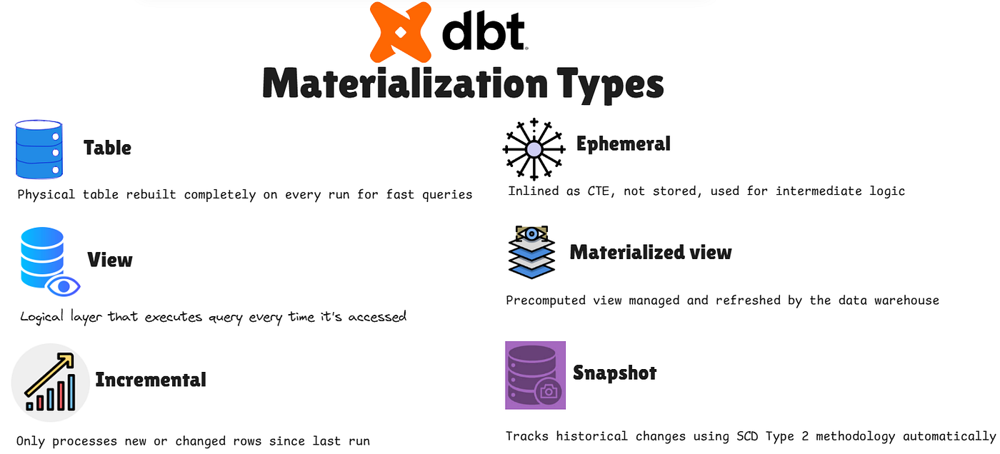 dbt
Materialization Types
Table
Physical table rebuilt completely on every run for fast queries
View
Logical layer that executes query every time it's accessed
Incremental
Only processes new or changed rows since last run
Ephemeral
Inlined as CTE, not stored, used for intermediate logic
Materialized view
Precomputed view managed and refreshed by the data warehouse
Snapshot
Tracks historical changes using SCD Type 2 methodology automatically